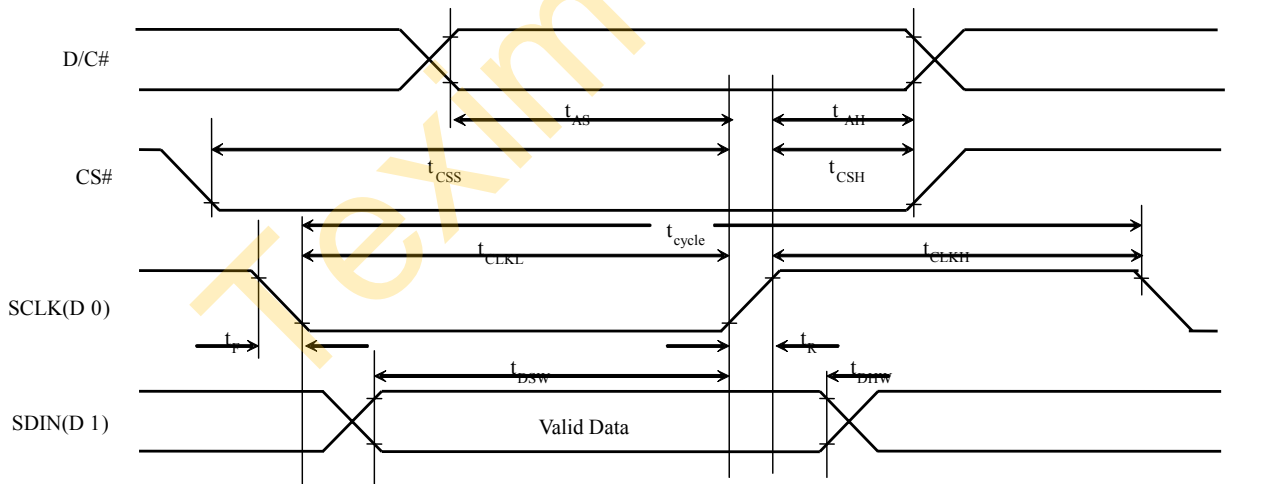 D/C#
t AS
t AH
CS#
t CSS
t CSH
t cycle
t CLKL
t CLKH
SCLK(D 0)
t F
t R
t DSW
t DHW
SDIN(D 1)
Valid Data
Texim